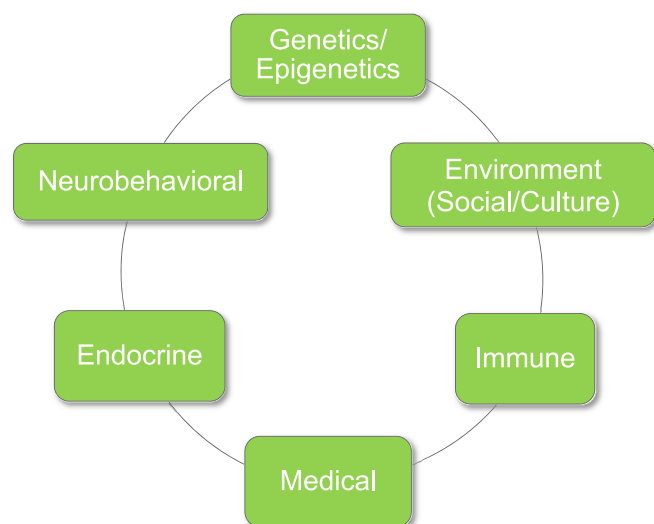 Genetics/
Epigenetics
Neurobehavioral
Environment
(Social/Culture)
Endocrine
Immune
Medical